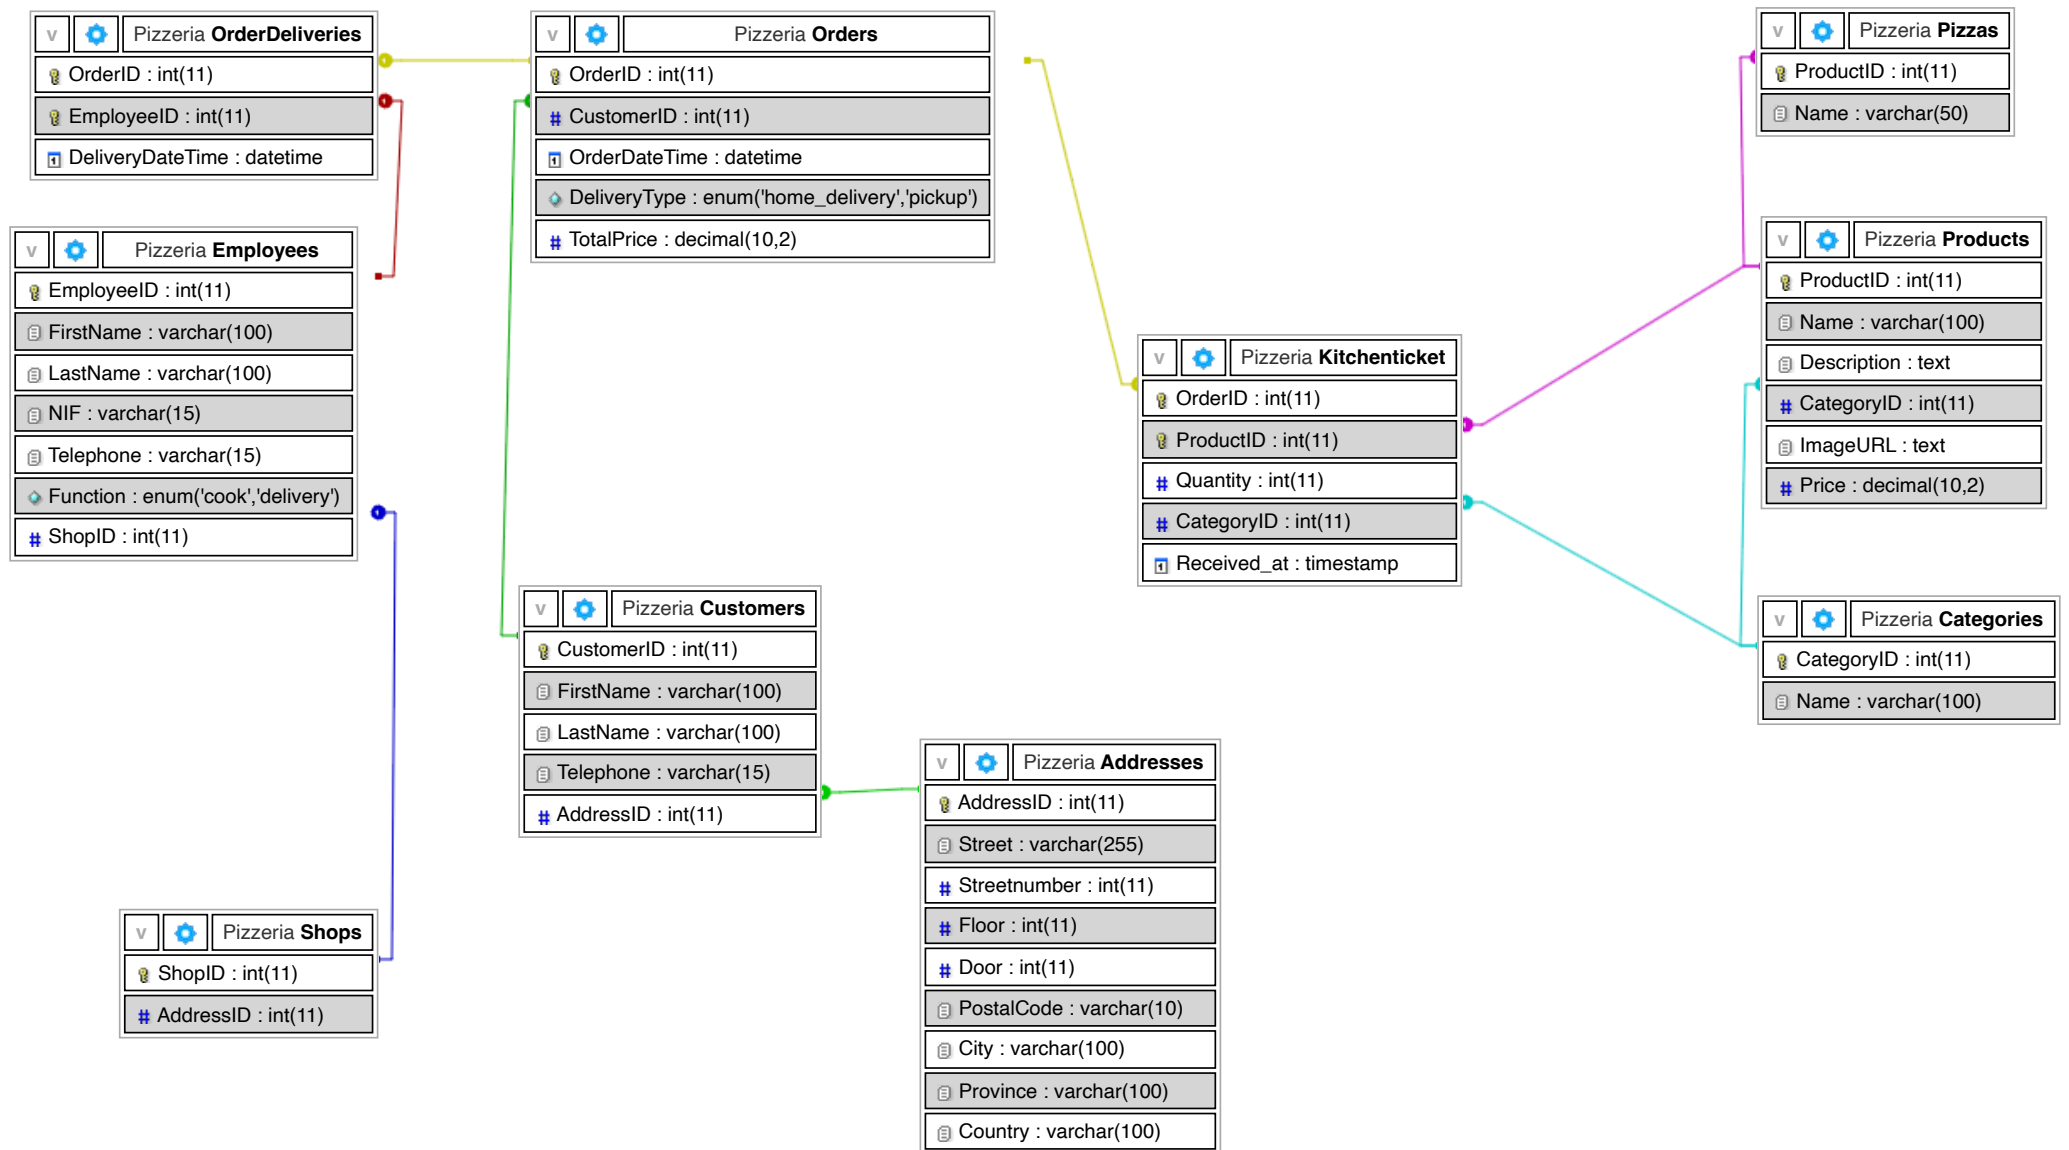 v Pizzeria OrderDeliveries
OrderID : int(11)
EmployeeID : int(11)
DeliveryDateTime : datetime
v Pizzeria Orders
OrderID : int(11)
CustomerID : int(11)
OrderDateTime : datetime
DeliveryType : enum('home_delivery','pickup')
TotalPrice : decimal(10,2)
v Pizzeria Pizzas
ProductID : int(11)
Name : varchar(50)
v Pizzeria Employees
EmployeeID : int(11)
FirstName : varchar(100)
LastName : varchar(100)
NIF : varchar(15)
Telephone : varchar(15)
Function : enum('cook','delivery')
ShopID : int(11)
v Pizzeria Products
ProductID : int(11)
Name : varchar(100)
Description : text
CategoryID : int(11)
ImageURL : text
Price : decimal(10,2)
v Pizzeria Kitchenticket
OrderID : int(11)
ProductID : int(11)
Quantity : int(11)
CategoryID : int(11)
Received_at : timestamp
v Pizzeria Customers
CustomerID : int(11)
FirstName : varchar(100)
LastName : varchar(100)
Telephone : varchar(15)
AddressID : int(11)
v Pizzeria Categories
CategoryID : int(11)
Name : varchar(100)
v Pizzeria Addresses
AddressID : int(11)
Street : varchar(255)
Streetnumber : int(11)
Floor : int(11)
Door : int(11)
PostalCode : varchar(10)
City : varchar(100)
Province : varchar(100)
Country : varchar(100)
v Pizzeria Shops
ShopID : int(11)
AddressID : int(11)